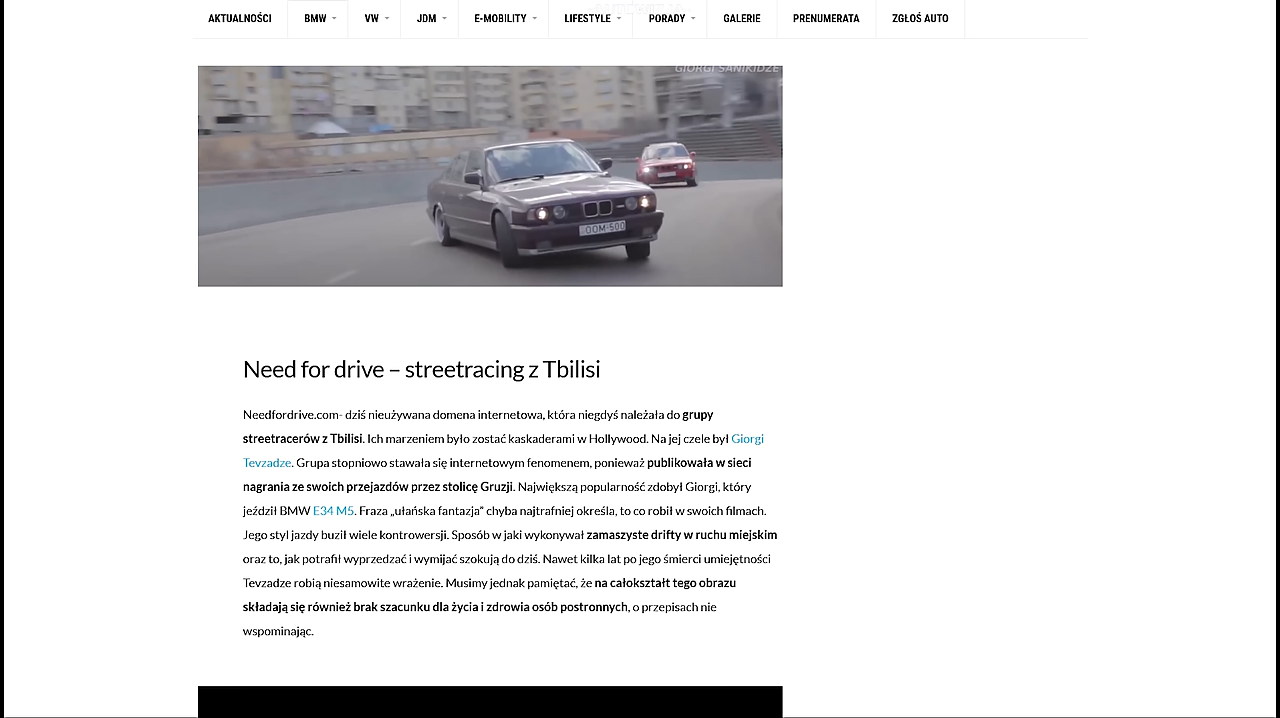 AKTUALNOŚCI BMW VW JDM E-MOBILITY LIFESTYLE PORADY GALERIE PRENUMERATA ZGŁOŚ AUTO
GIORGI SANIKIDZE
OOM-500
Need for drive – streetracing z Tbilisi
Needfordrive.com- dziś nieużywana domena internetowa, która niegdyś należała do grupy
streetracerów z Tbilisi. Ich marzeniem było zostać kaskaderami w Hollywood. Na jej czele był Giorgi
Tevzadze. Grupa stopniowo stawała się internetowym fenomenem, ponieważ publikowała w sieci
nagrania ze swoich przejazdów przez stolicę Gruzji. Największą popularność zdobył Giorgi, który
jeździł BMW E34 M5. Fraza „ułańska fantazja” chyba najtrafniej określa, to co robił w swoich filmach.
Jego styl jazdy buził wiele kontrowersji. Sposób w jaki wykonywał zamaszyste drifty w ruchu miejskim
oraz to, jak potrafił wyprzedzać i wymijać szokują do dziś. Nawet kilka lat po jego śmierci umiejętności
Tevzadze robią niesamowite wrażenie. Musimy jednak pamiętać, że na całokształt tego obrazu
składają się również brak szacunku dla życia i zdrowia osób postronnych, o przepisach nie
wspominając.